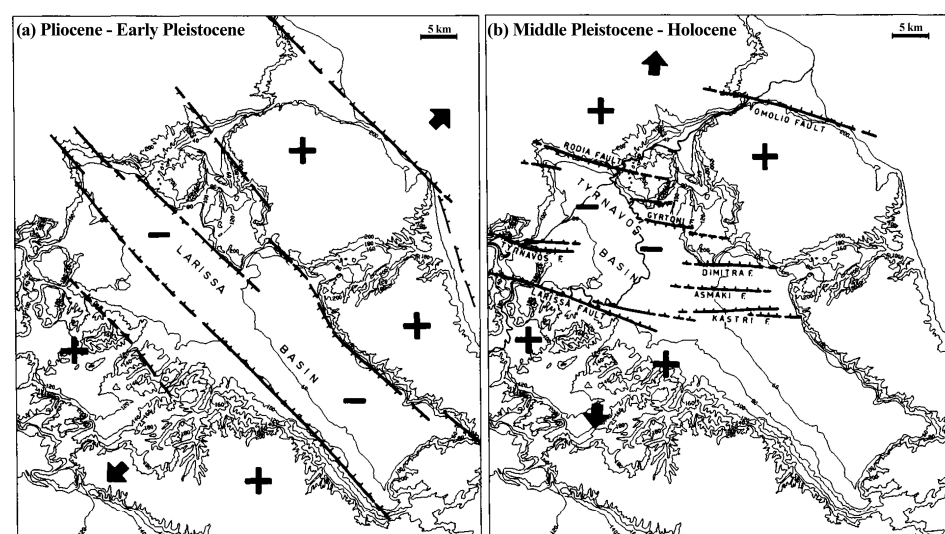 (a) Pliocene - Early Pleistocene
5 km
LARISSA
BASIN
(b) Middle Pleistocene - Holocene
5 km
OMOLIO FAULT
RODIA FAULT
TYRNAVOS
BASIN
GYRTONI F.
TYRNAVOS F.
DIMITRA F.
ASMAKI F.
LARISSA FAULT
KASTRI F.